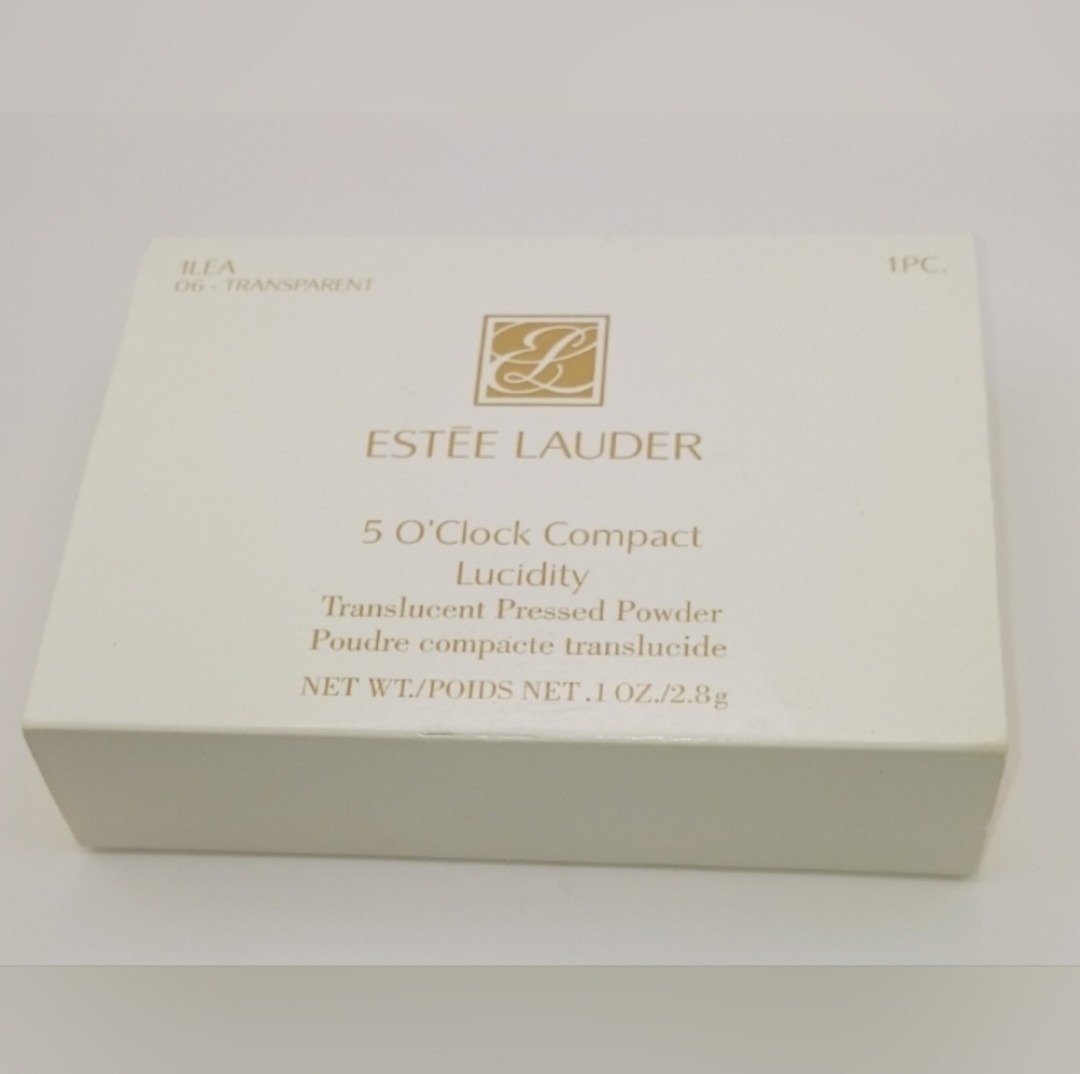 1LEA
06 - TRANSPARENT
1PC.
ESTĒE LAUDER
5 O'Clock Compact
Lucidity
Translucent Pressed Powder
Poudre compacte translucide
NET WT./POIDS NET .1 OZ./2.8g